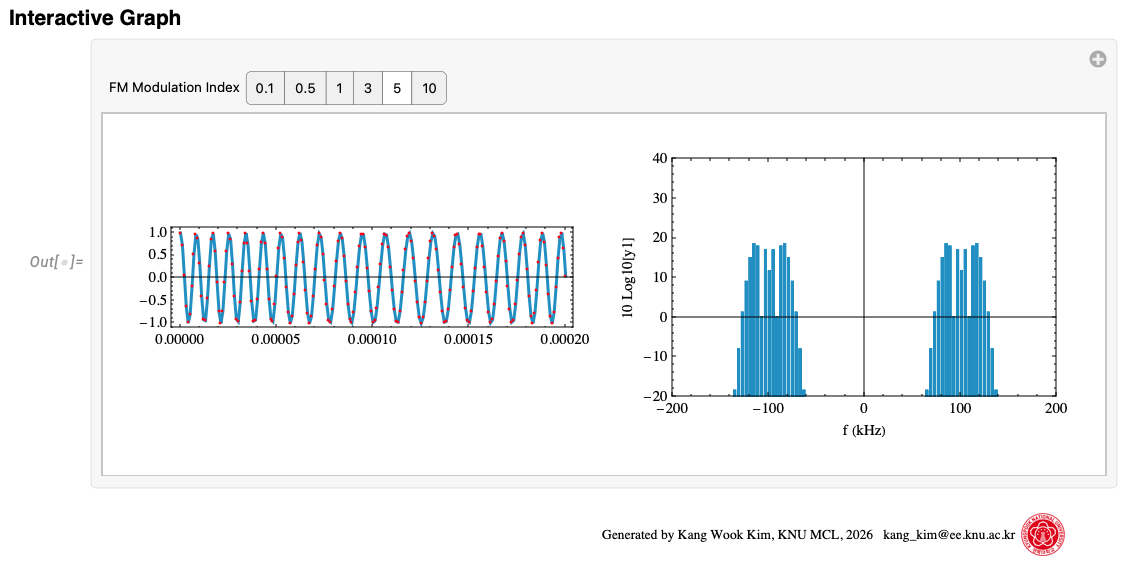 Interactive Graph
FM Modulation Index 0.1 0.5 1 3 5 10
Out[ ]=
1.0
0.5
0.0
−0.5
−1.0
0.00000 0.00005 0.00010 0.00015 0.00020
10 Log10[y1]
40
30
20
10
0
−10
−20
−200 −100 0 100 200
f (kHz)
Generated by Kang Wook Kim, KNU MCL, 2026 kang_kim@ee.knu.ac.kr